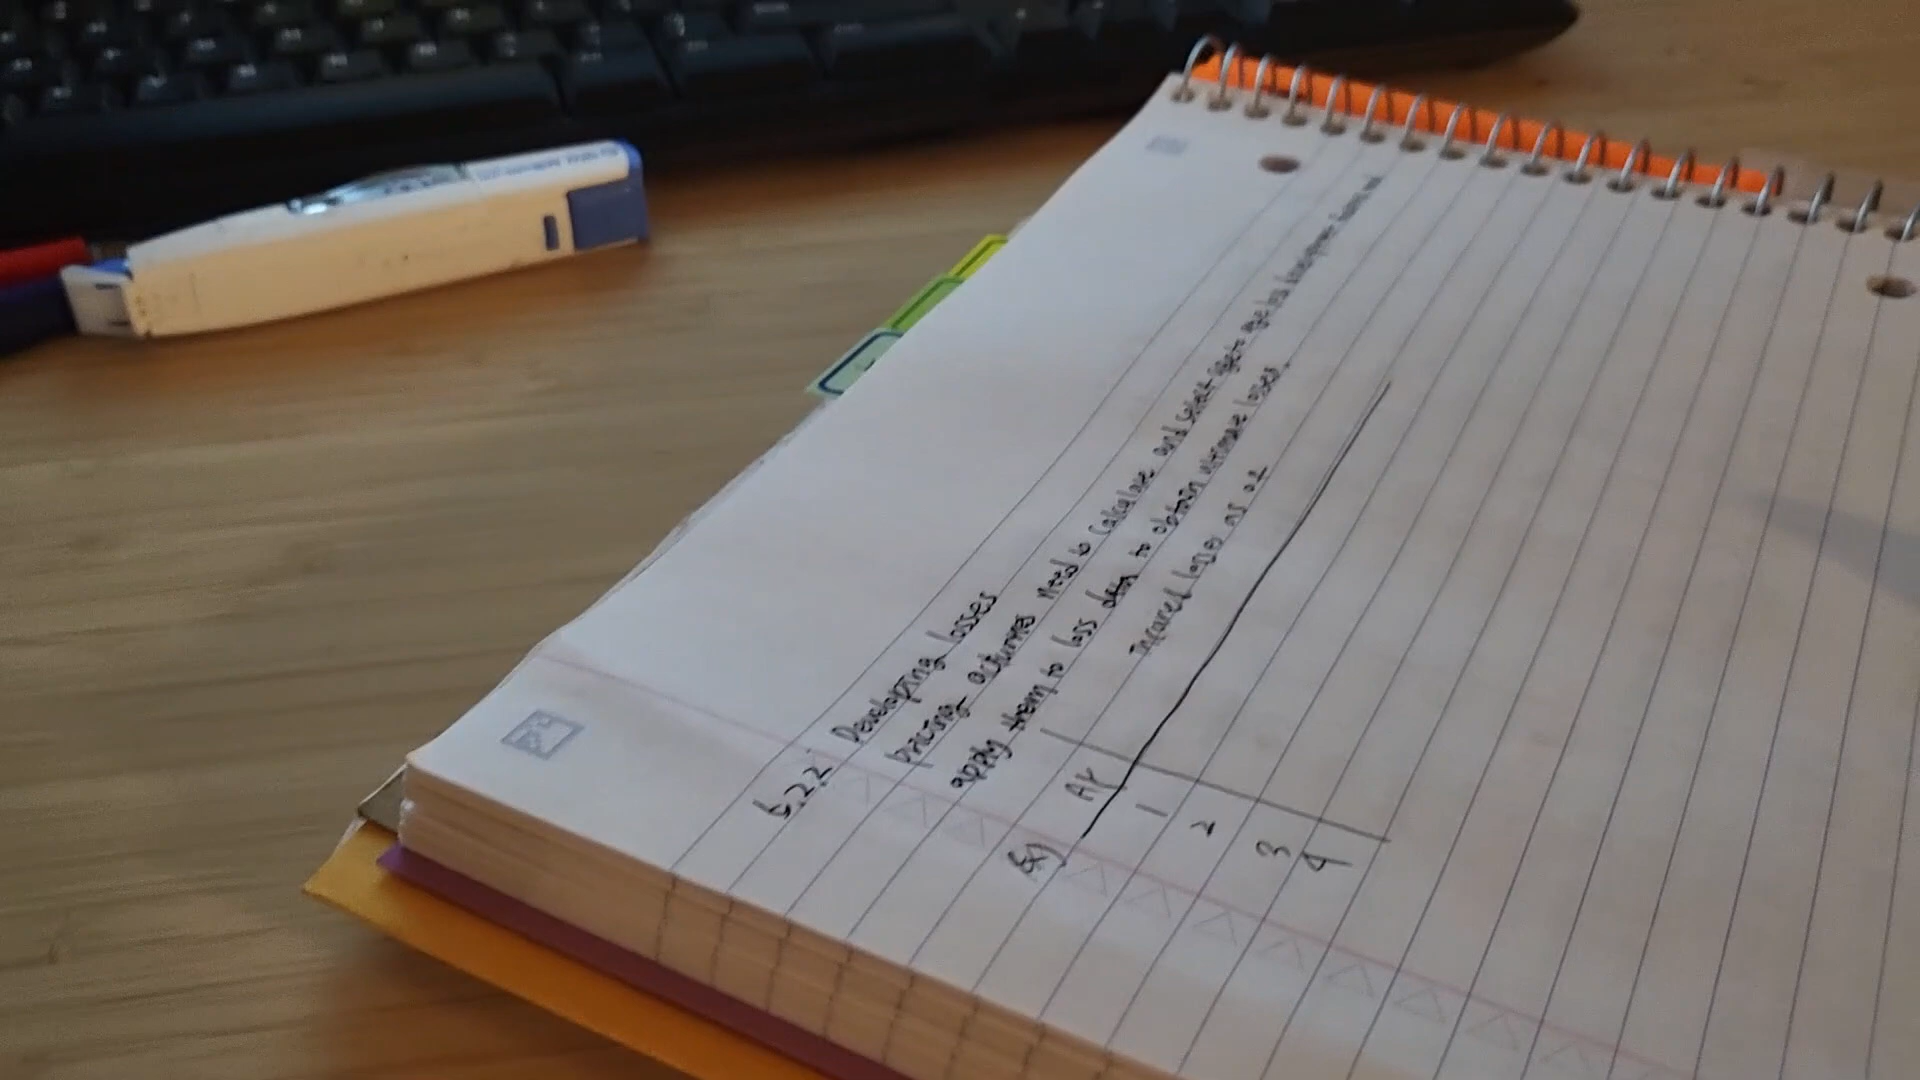 5.2.2 Developing losses
pricing actuaries need to calculate and select age to age loss development factors and
apply them to loss data to obtain ultimate losses.
Ex)
Incurred losses as of
AY
1
2
3
4